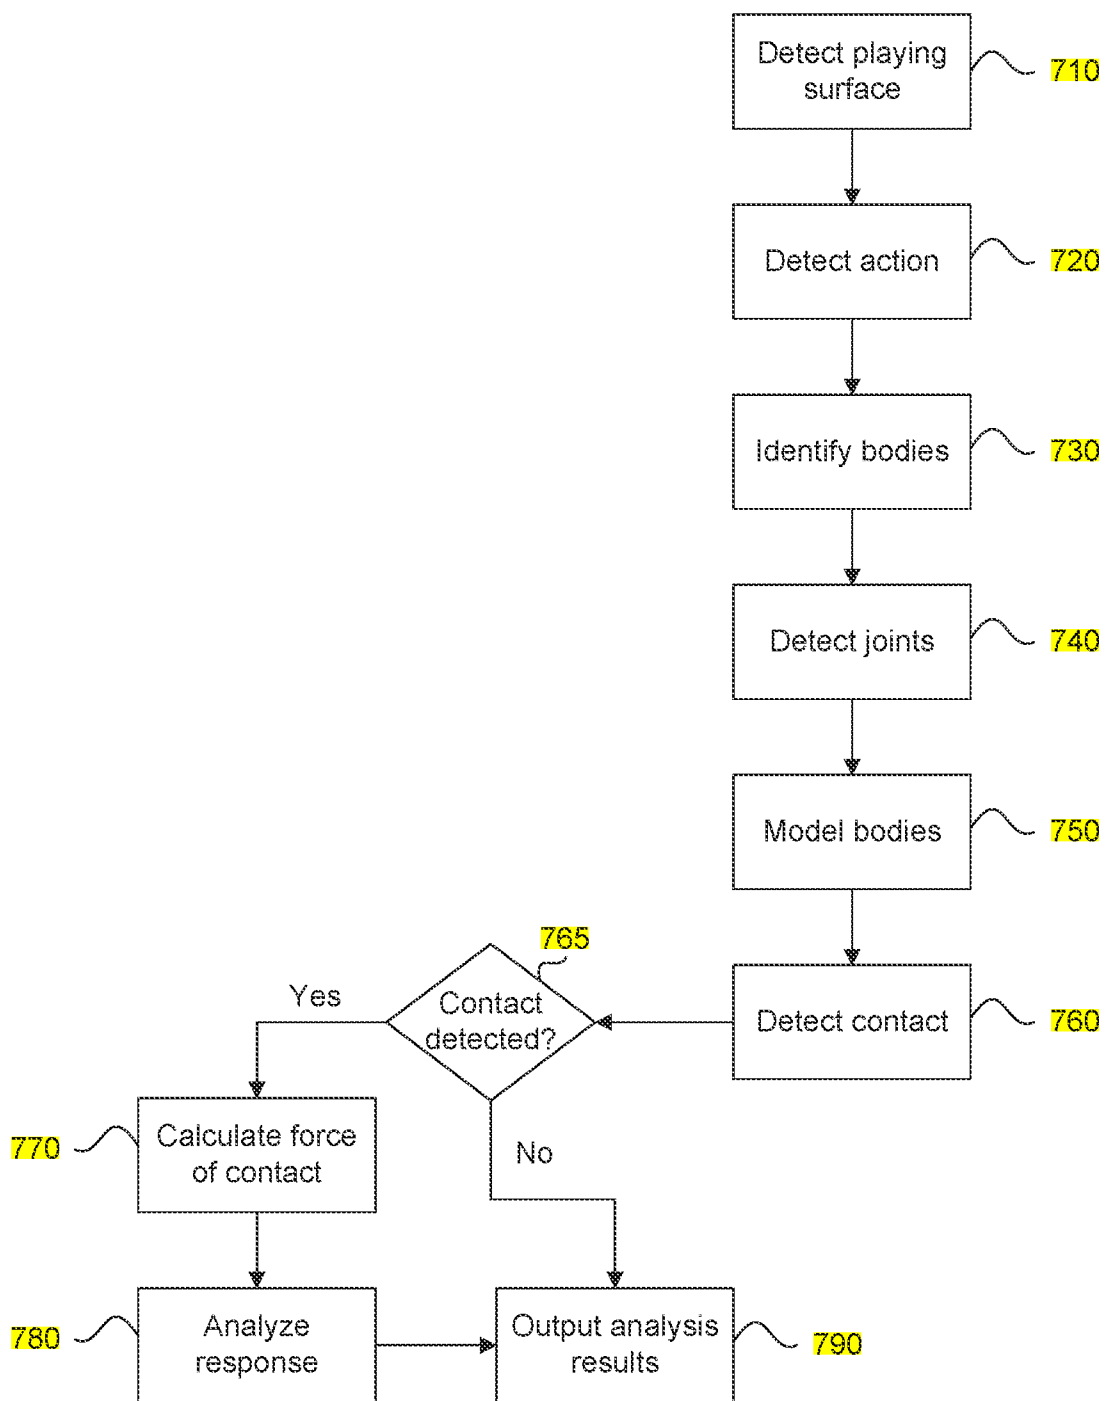 Detect playing
surface
710
Detect action
720
Identify bodies
730
Detect joints
740
Model bodies
750
765
Yes
Contact
detected?
Detect contact
760
770
Calculate force
of contact
No
780
Analyze
response
Output analysis
results
790